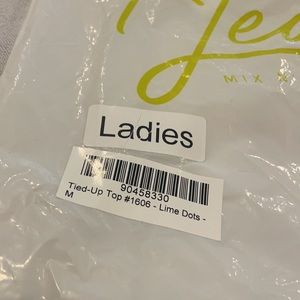 MIX
Ladies
90458330
Tied-Up Top #1606 - Lime Dots -
M